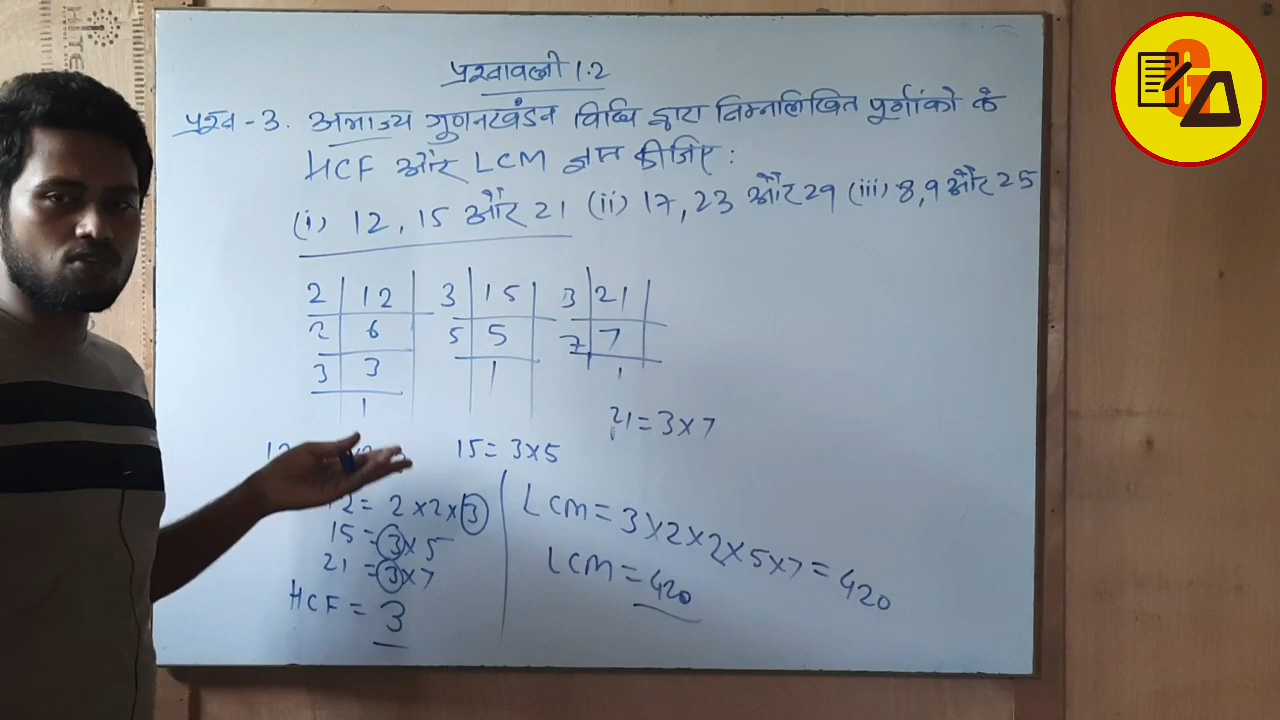 प्रश्नावली 1.2
प्रश्न - 3. अभाज्य गुणनखंडन विधि द्वारा निम्नलिखित पूर्णांकों के
HCF और LCM ज्ञात कीजिए :
(i) 12, 15 और 21 (ii) 17, 23 और 29 (iii) 8, 9 और 25
2 | 12 | 3 | 15 | 3 | 21 |
2 | 6 | 5 | 5 | 7 | 7 |
3 | 3 | 1 | 1
1
21 = 3 x 7
15 = 3 x 5
12 = 2 x 2 x 3
15 = 3 x 5
21 = 3 x 7
HCF = 3
LCM = 3 x 2 x 2 x 5 x 7 = 420
LCM = 420